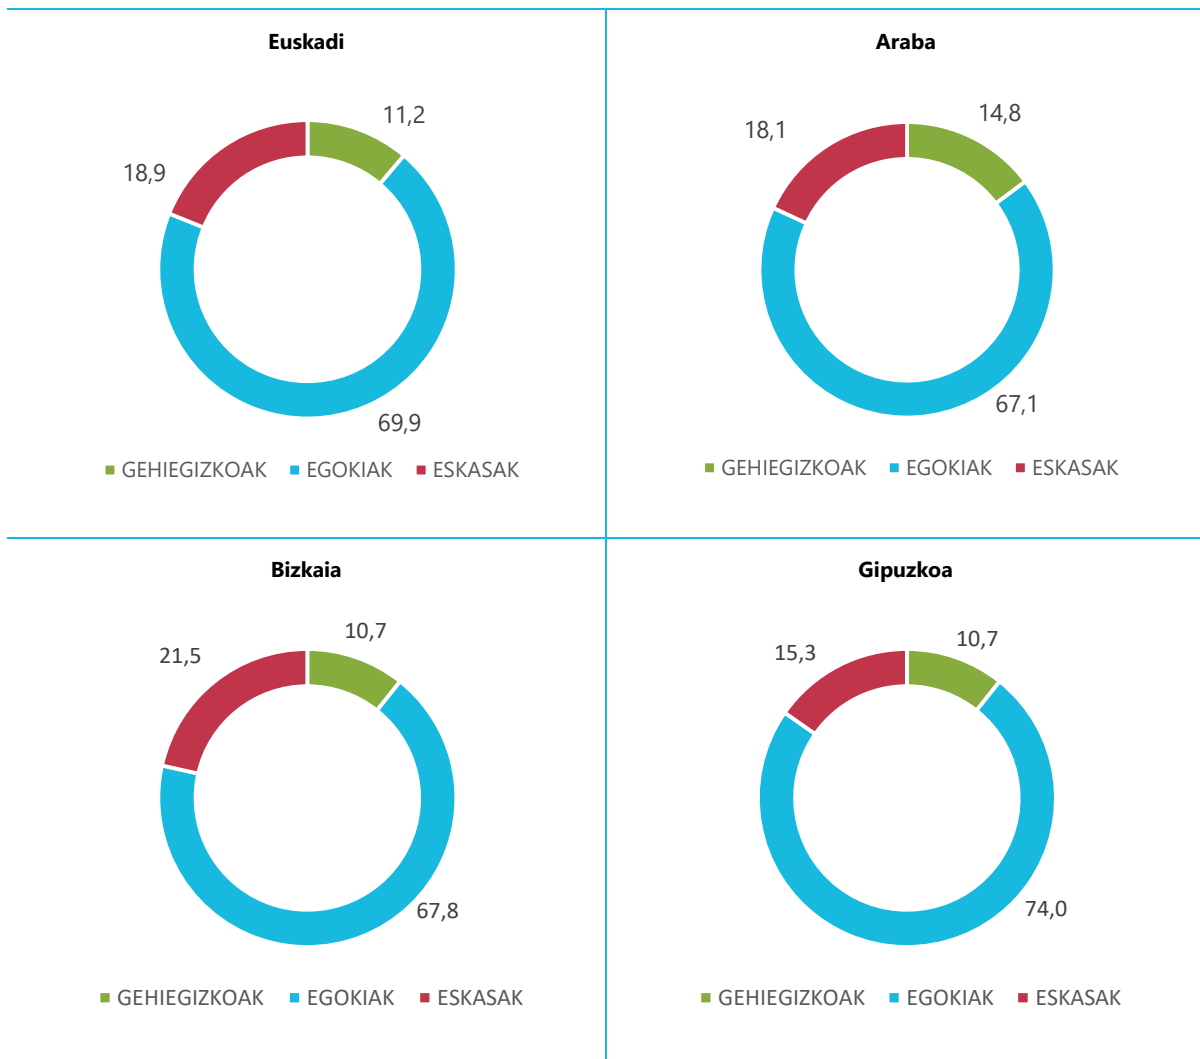 Euskadi
11,2
18,9
69,9
GEHIEGIZKOAK EGOKIAK ESKASAK
Araba
14,8
18,1
67,1
GEHIEGIZKOAK EGOKIAK ESKASAK
Bizkaia
10,7
21,5
67,8
GEHIEGIZKOAK EGOKIAK ESKASAK
Gipuzkoa
10,7
15,3
74,0
GEHIEGIZKOAK EGOKIAK ESKASAK